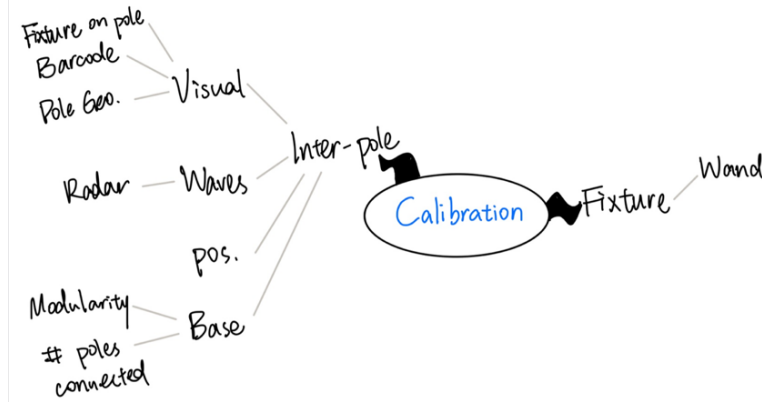 Fixture on pole
Barcode
Pole Geo.
Visual
Inter-pole
Radar
Waves
pos.
Modularity
# poles
connected
Base
Calibration
Fixture
Wand